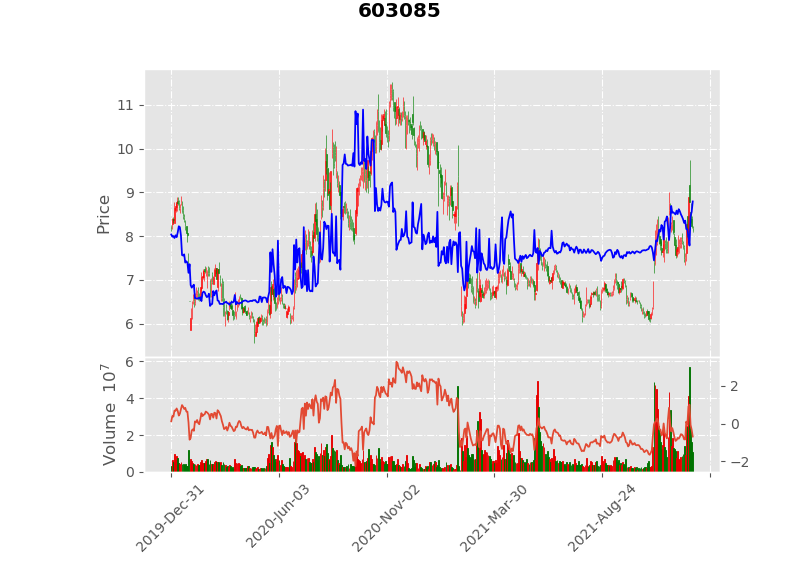 603085
Price
11
10
9
8
7
6
Volume 10^7
6
4
2
0
2
0
−2
2019-Dec-31
2020-Jun-03
2020-Nov-02
2021-Mar-30
2021-Aug-24